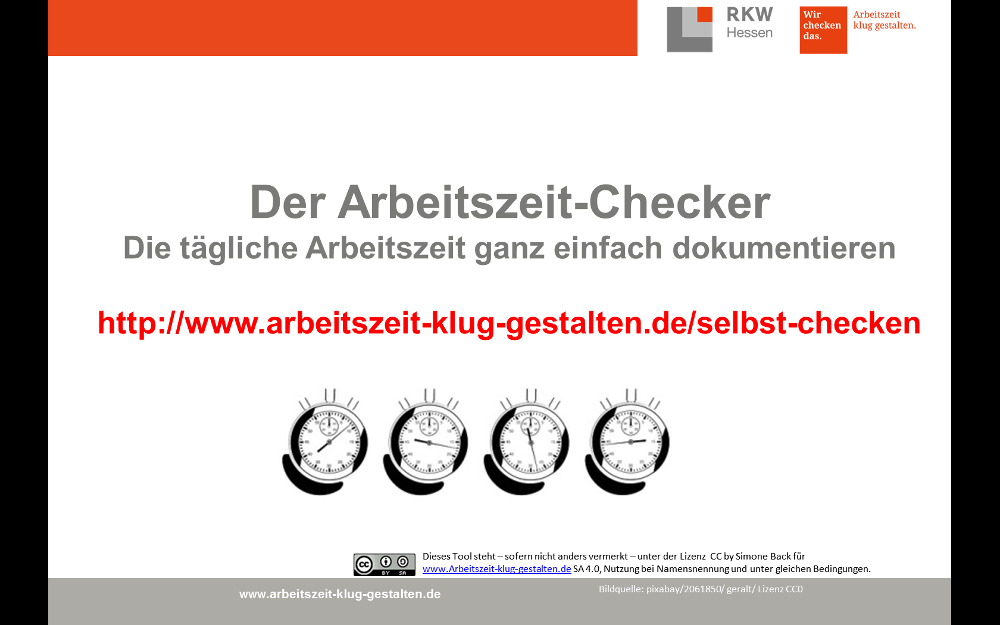 RKW
Hessen
Wir
checken
das.
Arbeitszeit
klug gestalten.
Der Arbeitszeit-Checker
Die tägliche Arbeitszeit ganz einfach dokumentieren
http://www.arbeitszeit-klug-gestalten.de/selbst-checken
cc
BY SA
Dieses Tool steht – sofern nicht anders vermerkt – unter der Lizenz CC by Simone Back für
www.Arbeitszeit-klug-gestalten.de SA 4.0, Nutzung bei Namensnennung und unter gleichen Bedingungen.
www.arbeitszeit-klug-gestalten.de
Bildquelle: pixabay/2061850/ geralt/ Lizenz CC0